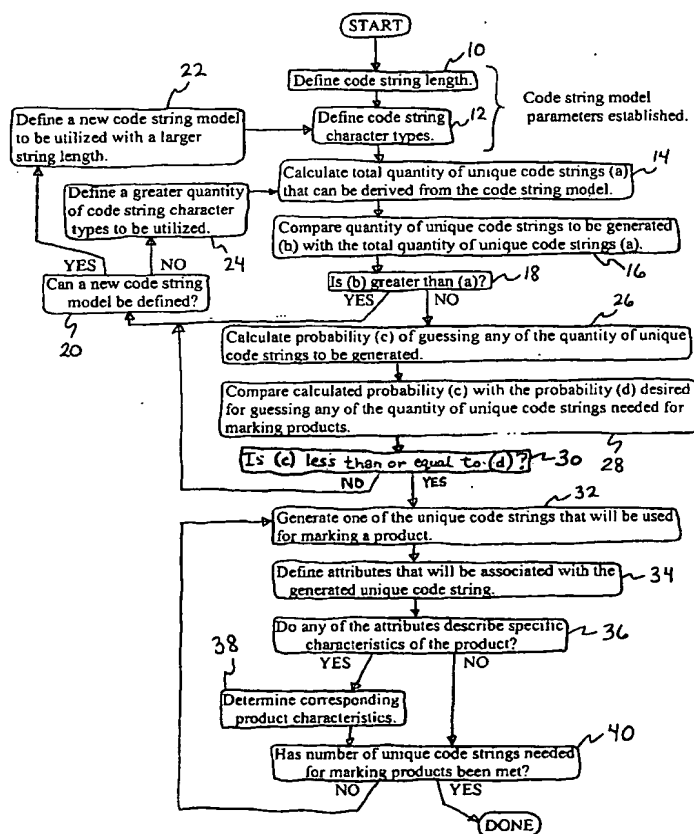 START
10
Define code string length.
22
Define a new code string model
to be utilized with a larger
string length.
Define code string
character types.
12
Code string model
parameters established.
Calculate total quantity of unique code strings (a)
that can be derived from the code string model.
14
Define a greater quantity
of code string character
types to be utilized.
24
Compare quantity of unique code strings to be generated
(b) with the total quantity of unique code strings (a).
16
YES
NO
Can a new code string
model be defined?
20
Is (b) greater than (a)?
18
YES
NO
26
Calculate probability (c) of guessing any of the quantity of unique
code strings to be generated.
Compare calculated probability (c) with the probability (d) desired
for guessing any of the quantity of unique code strings needed for
marking products.
28
Is (c) less than or equal to (d)?
30
NO
YES
32
Generate one of the unique code strings that will be used
for marking a product.
Define attributes that will be associated with the
generated unique code string.
34
Do any of the attributes describe specific
characteristics of the product?
36
YES
NO
38
Determine corresponding
product characteristics.
40
Has number of unique code strings needed
for marking products been met?
NO
YES
DONE